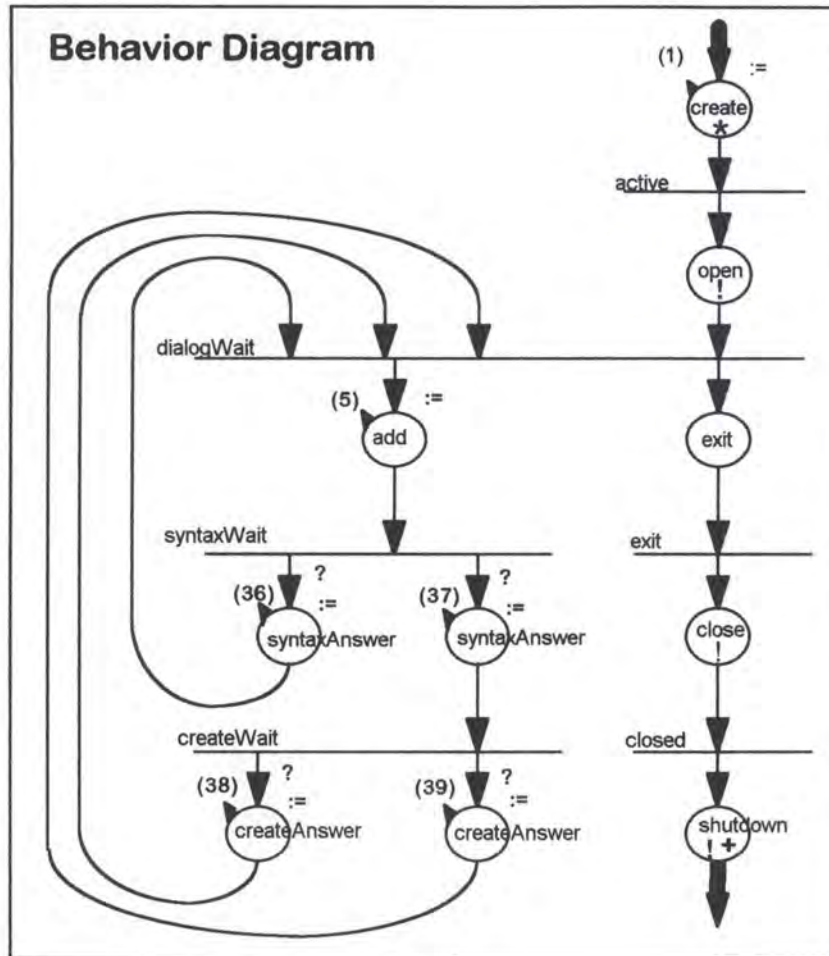 Behavior Diagram
(1)
:=
create
*
active
open
!
dialogWait
(5)
:=
add
exit
syntaxWait
exit
?
?
(36)
:=
(37)
:=
syntaxAnswer
syntaxAnswer
close
!
createWait
closed
?
?
(38)
:=
(39)
:=
createAnswer
createAnswer
shutdown
! +